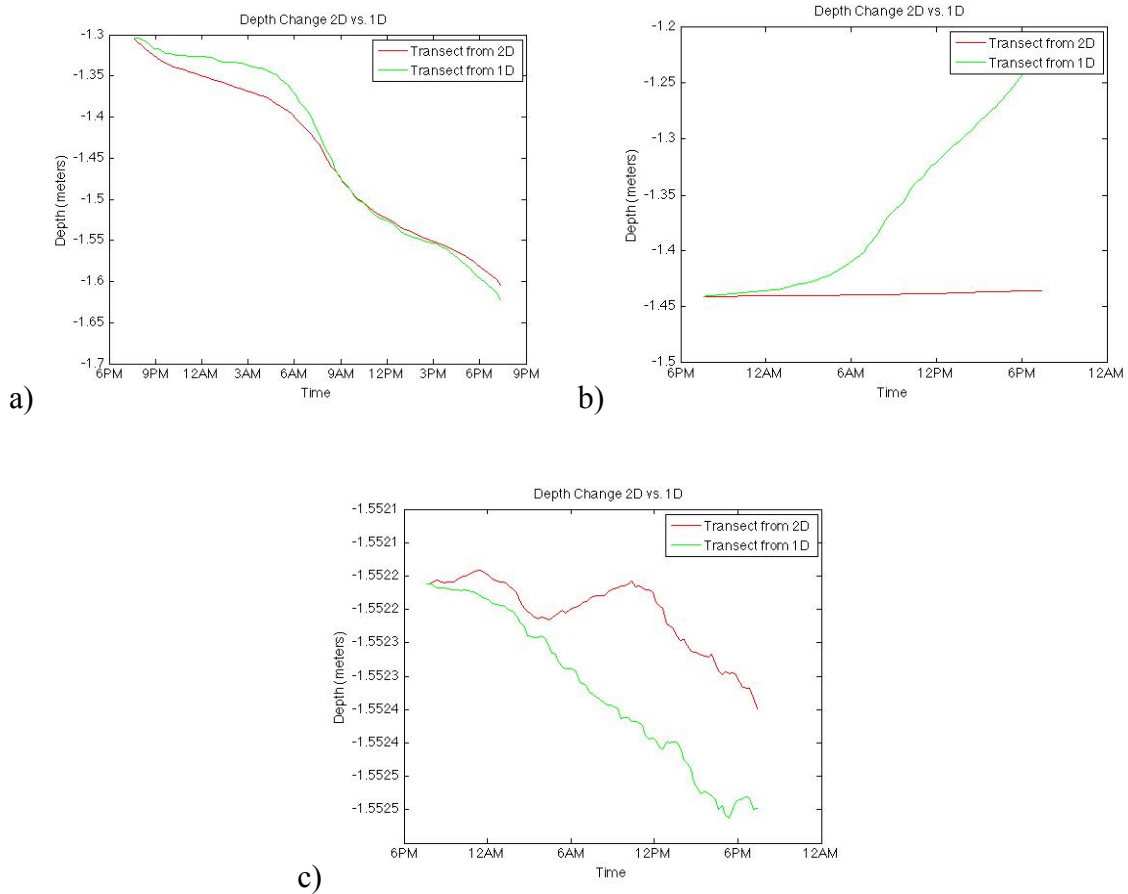 Depth Change 2D vs. 1D
-1.3
-1.35
-1.4
-1.45
-1.5
-1.55
-1.6
-1.65
-1.7
Depth (meters)
Transect from 2D
Transect from 1D
6PM 9PM 12AM 3AM 6AM 9AM 12PM 3PM 6PM 9PM
Time
a)
Depth Change 2D vs. 1D
-1.2
-1.25
-1.3
-1.35
-1.4
-1.45
-1.5
Depth (meters)
Transect from 2D
Transect from 1D
6PM 12AM 6AM 12PM 6PM 12AM
Time
b)
Depth Change 2D vs. 1D
-1.5521
-1.5521
-1.5522
-1.5522
-1.5523
-1.5523
-1.5524
-1.5524
-1.5525
-1.5525
Depth (meters)
Transect from 2D
Transect from 1D
6PM 12AM 6AM 12PM 6PM 12AM
Time
c)